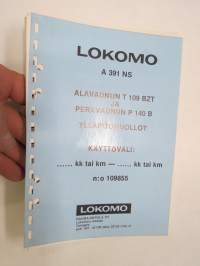 LOKOMO
A 391 NS
ALAVAUNUN T 109 BZT
JA
PERÄVAUNUN P 140 B
YLLÄPITOHUOLLOT
KÄYTTÖVÄLI:
...... kk tai km — ...... kk tai km
n:o 109855
LOKOMO